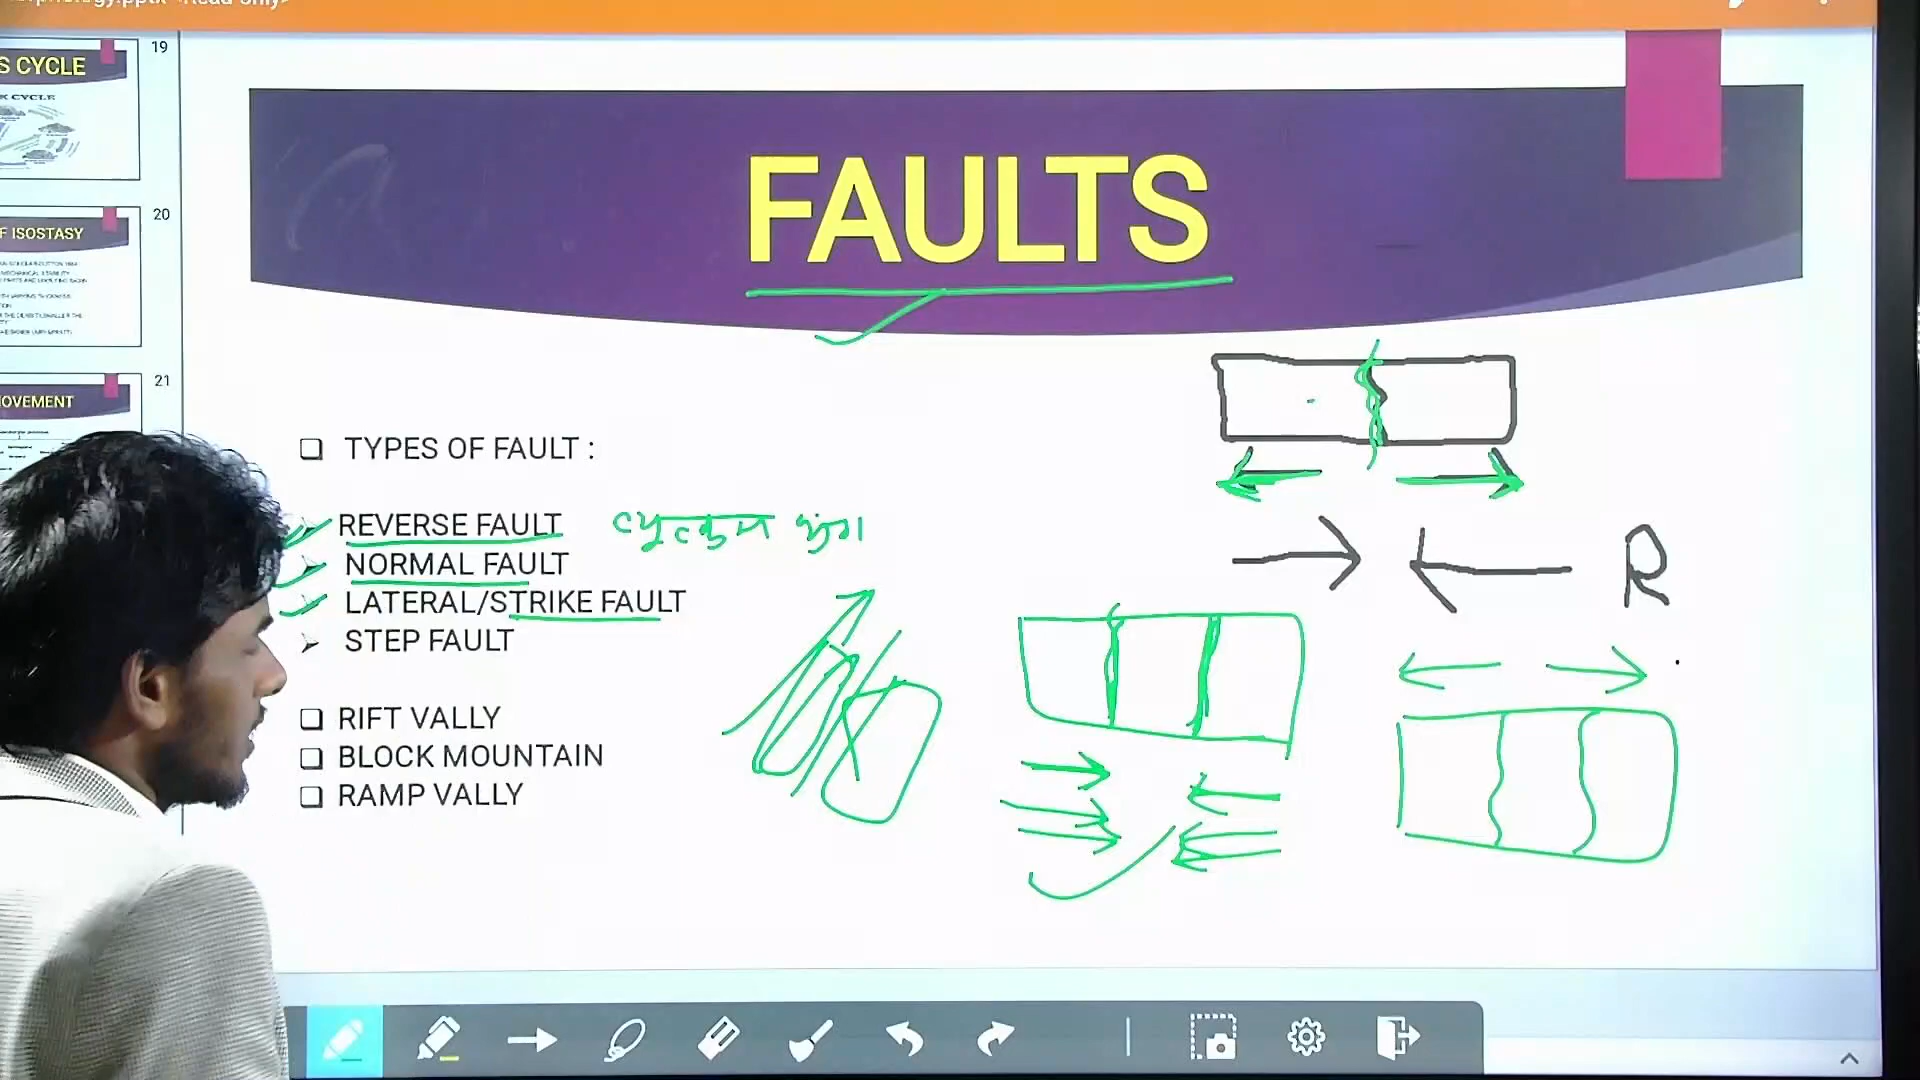 19
S CYCLE
20
F ISOSTASY
21
OVEMENT
FAULTS
TYPES OF FAULT :
REVERSE FAULT
NORMAL FAULT
LATERAL/STRIKE FAULT
STEP FAULT
RIFT VALLY
BLOCK MOUNTAIN
RAMP VALLY
R